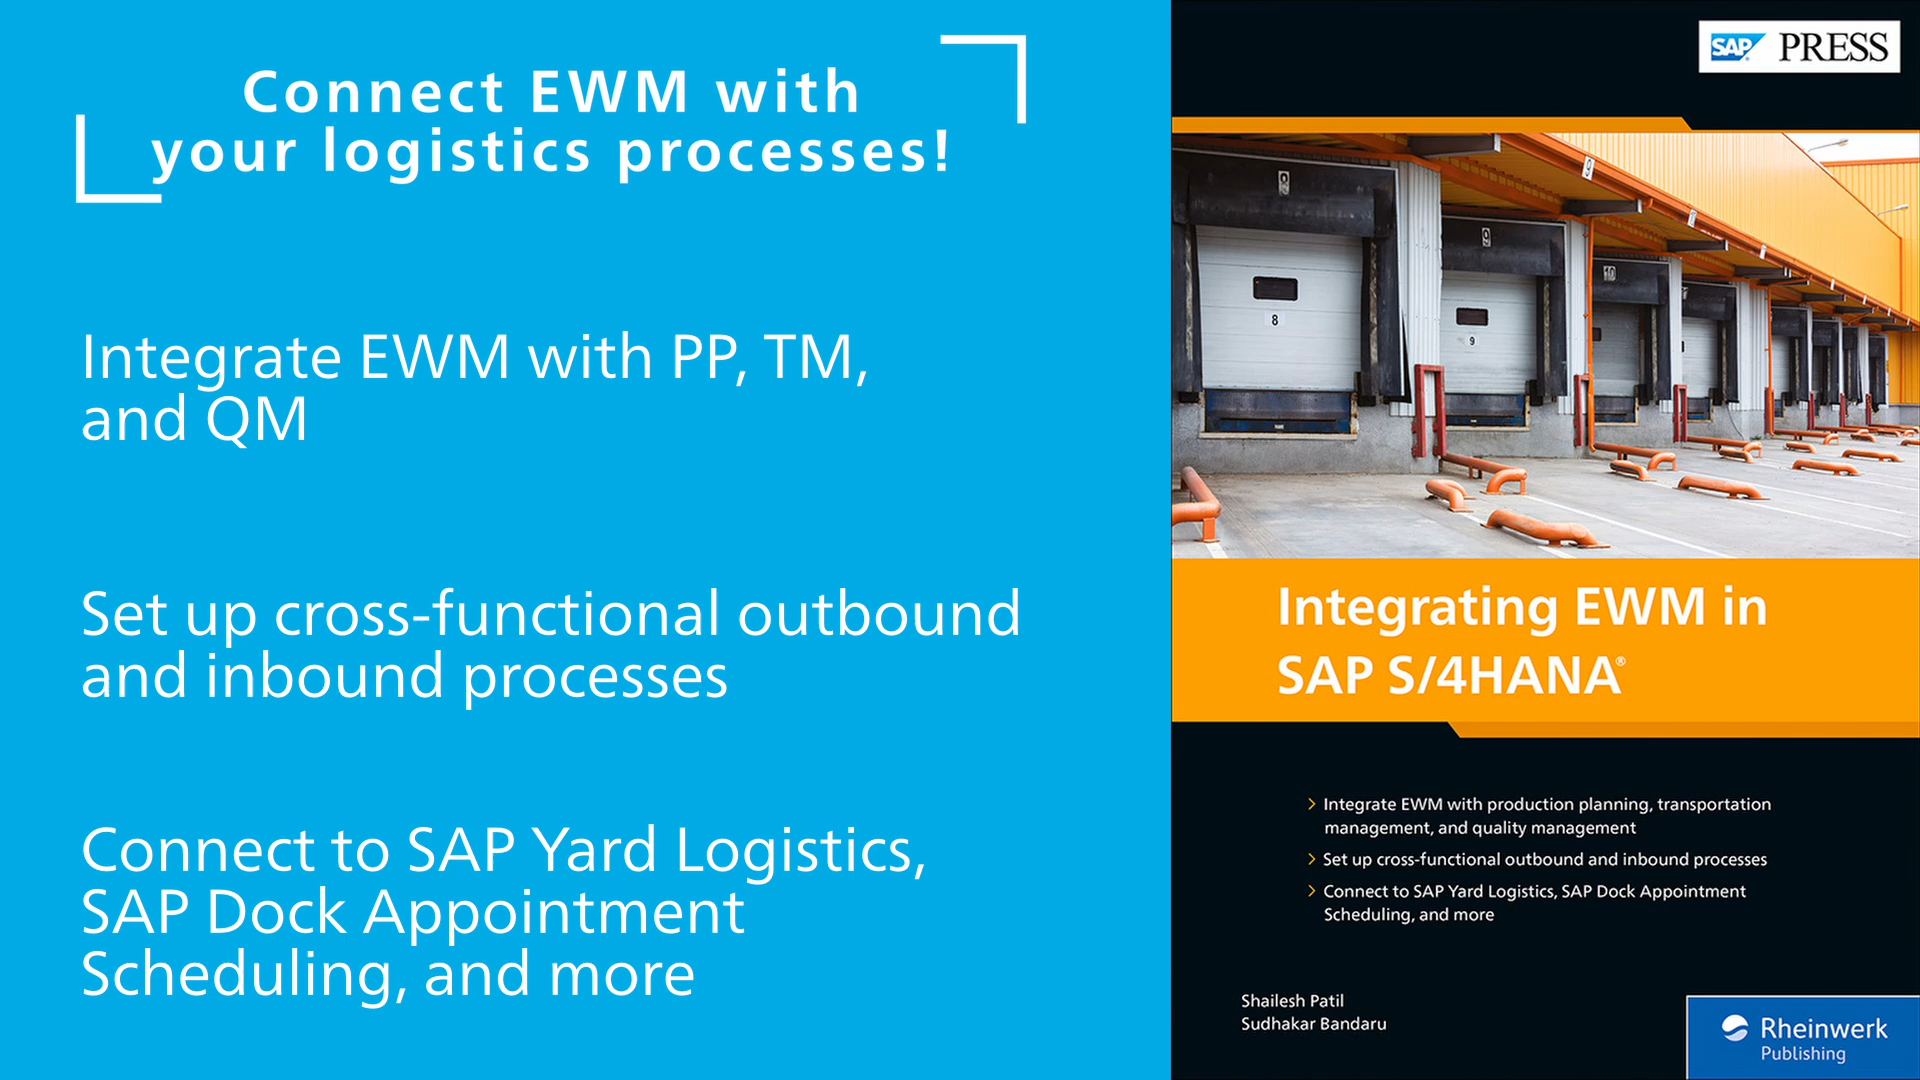 Connect EWM with
your logistics processes!
Integrate EWM with PP, TM,
and QM
Set up cross-functional outbound
and inbound processes
Connect to SAP Yard Logistics,
SAP Dock Appointment
Scheduling, and more
SAP PRESS
9
9
9
10
8
9
Integrating EWM in
SAP S/4HANA®
> Integrate EWM with production planning, transportation
management, and quality management
> Set up cross-functional outbound and inbound processes
> Connect to SAP Yard Logistics, SAP Dock Appointment
Scheduling, and more
Shailesh Patil
Sudhakar Bandaru
Rheinwerk
Publishing